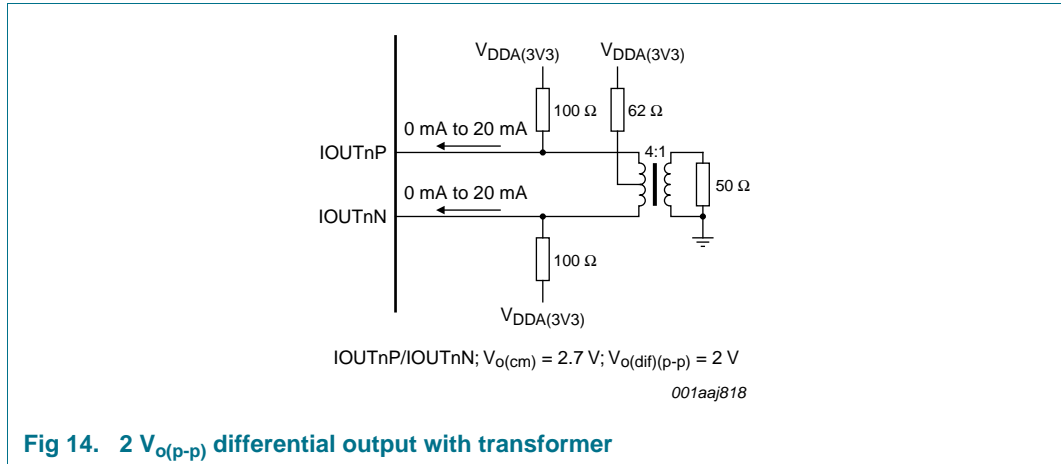 VDDA(3V3) VDDA(3V3)
100 Ω 62 Ω
0 mA to 20 mA
IOUTnP 4:1
50 Ω
0 mA to 20 mA
IOUTnN
100 Ω
VDDA(3V3)
IOUTnP/IOUTnN; Vo(cm) = 2.7 V; Vo(dif)(p-p) = 2 V
001aaj818
Fig 14. 2 Vo(p-p) differential output with transformer